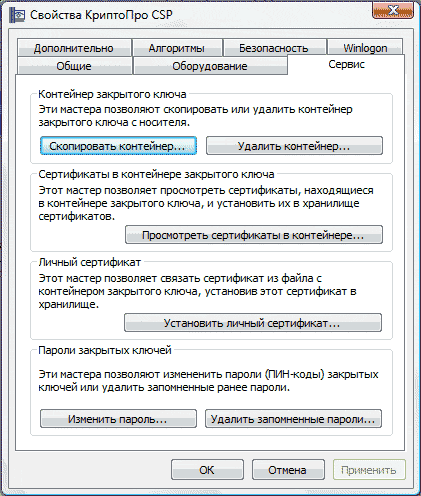 Свойства КриптоПро CSP
Дополнительно Алгоритмы Безопасность Winlogon
Общие Оборудование Сервис
Контейнер закрытого ключа
Эти мастера позволяют скопировать или удалить контейнер
закрытого ключа с носителя.
Скопировать контейнер... Удалить контейнер...
Сертификаты в контейнере закрытого ключа
Этот мастер позволяет просмотреть сертификаты, находящиеся
в контейнере закрытого ключа, и установить их в хранилище
сертификатов.
Просмотреть сертификаты в контейнере...
Личный сертификат
Этот мастер позволяет связать сертификат из файла с
контейнером закрытого ключа, установив этот сертификат в
хранилище.
Установить личный сертификат...
Пароли закрытых ключей
Эти мастера позволяют измененить пароли (ПИН-коды) закрытых
ключей или удалить запомненные ранее пароли.
Изменить пароль... Удалить запомненные пароли...
ОК Отмена Применить